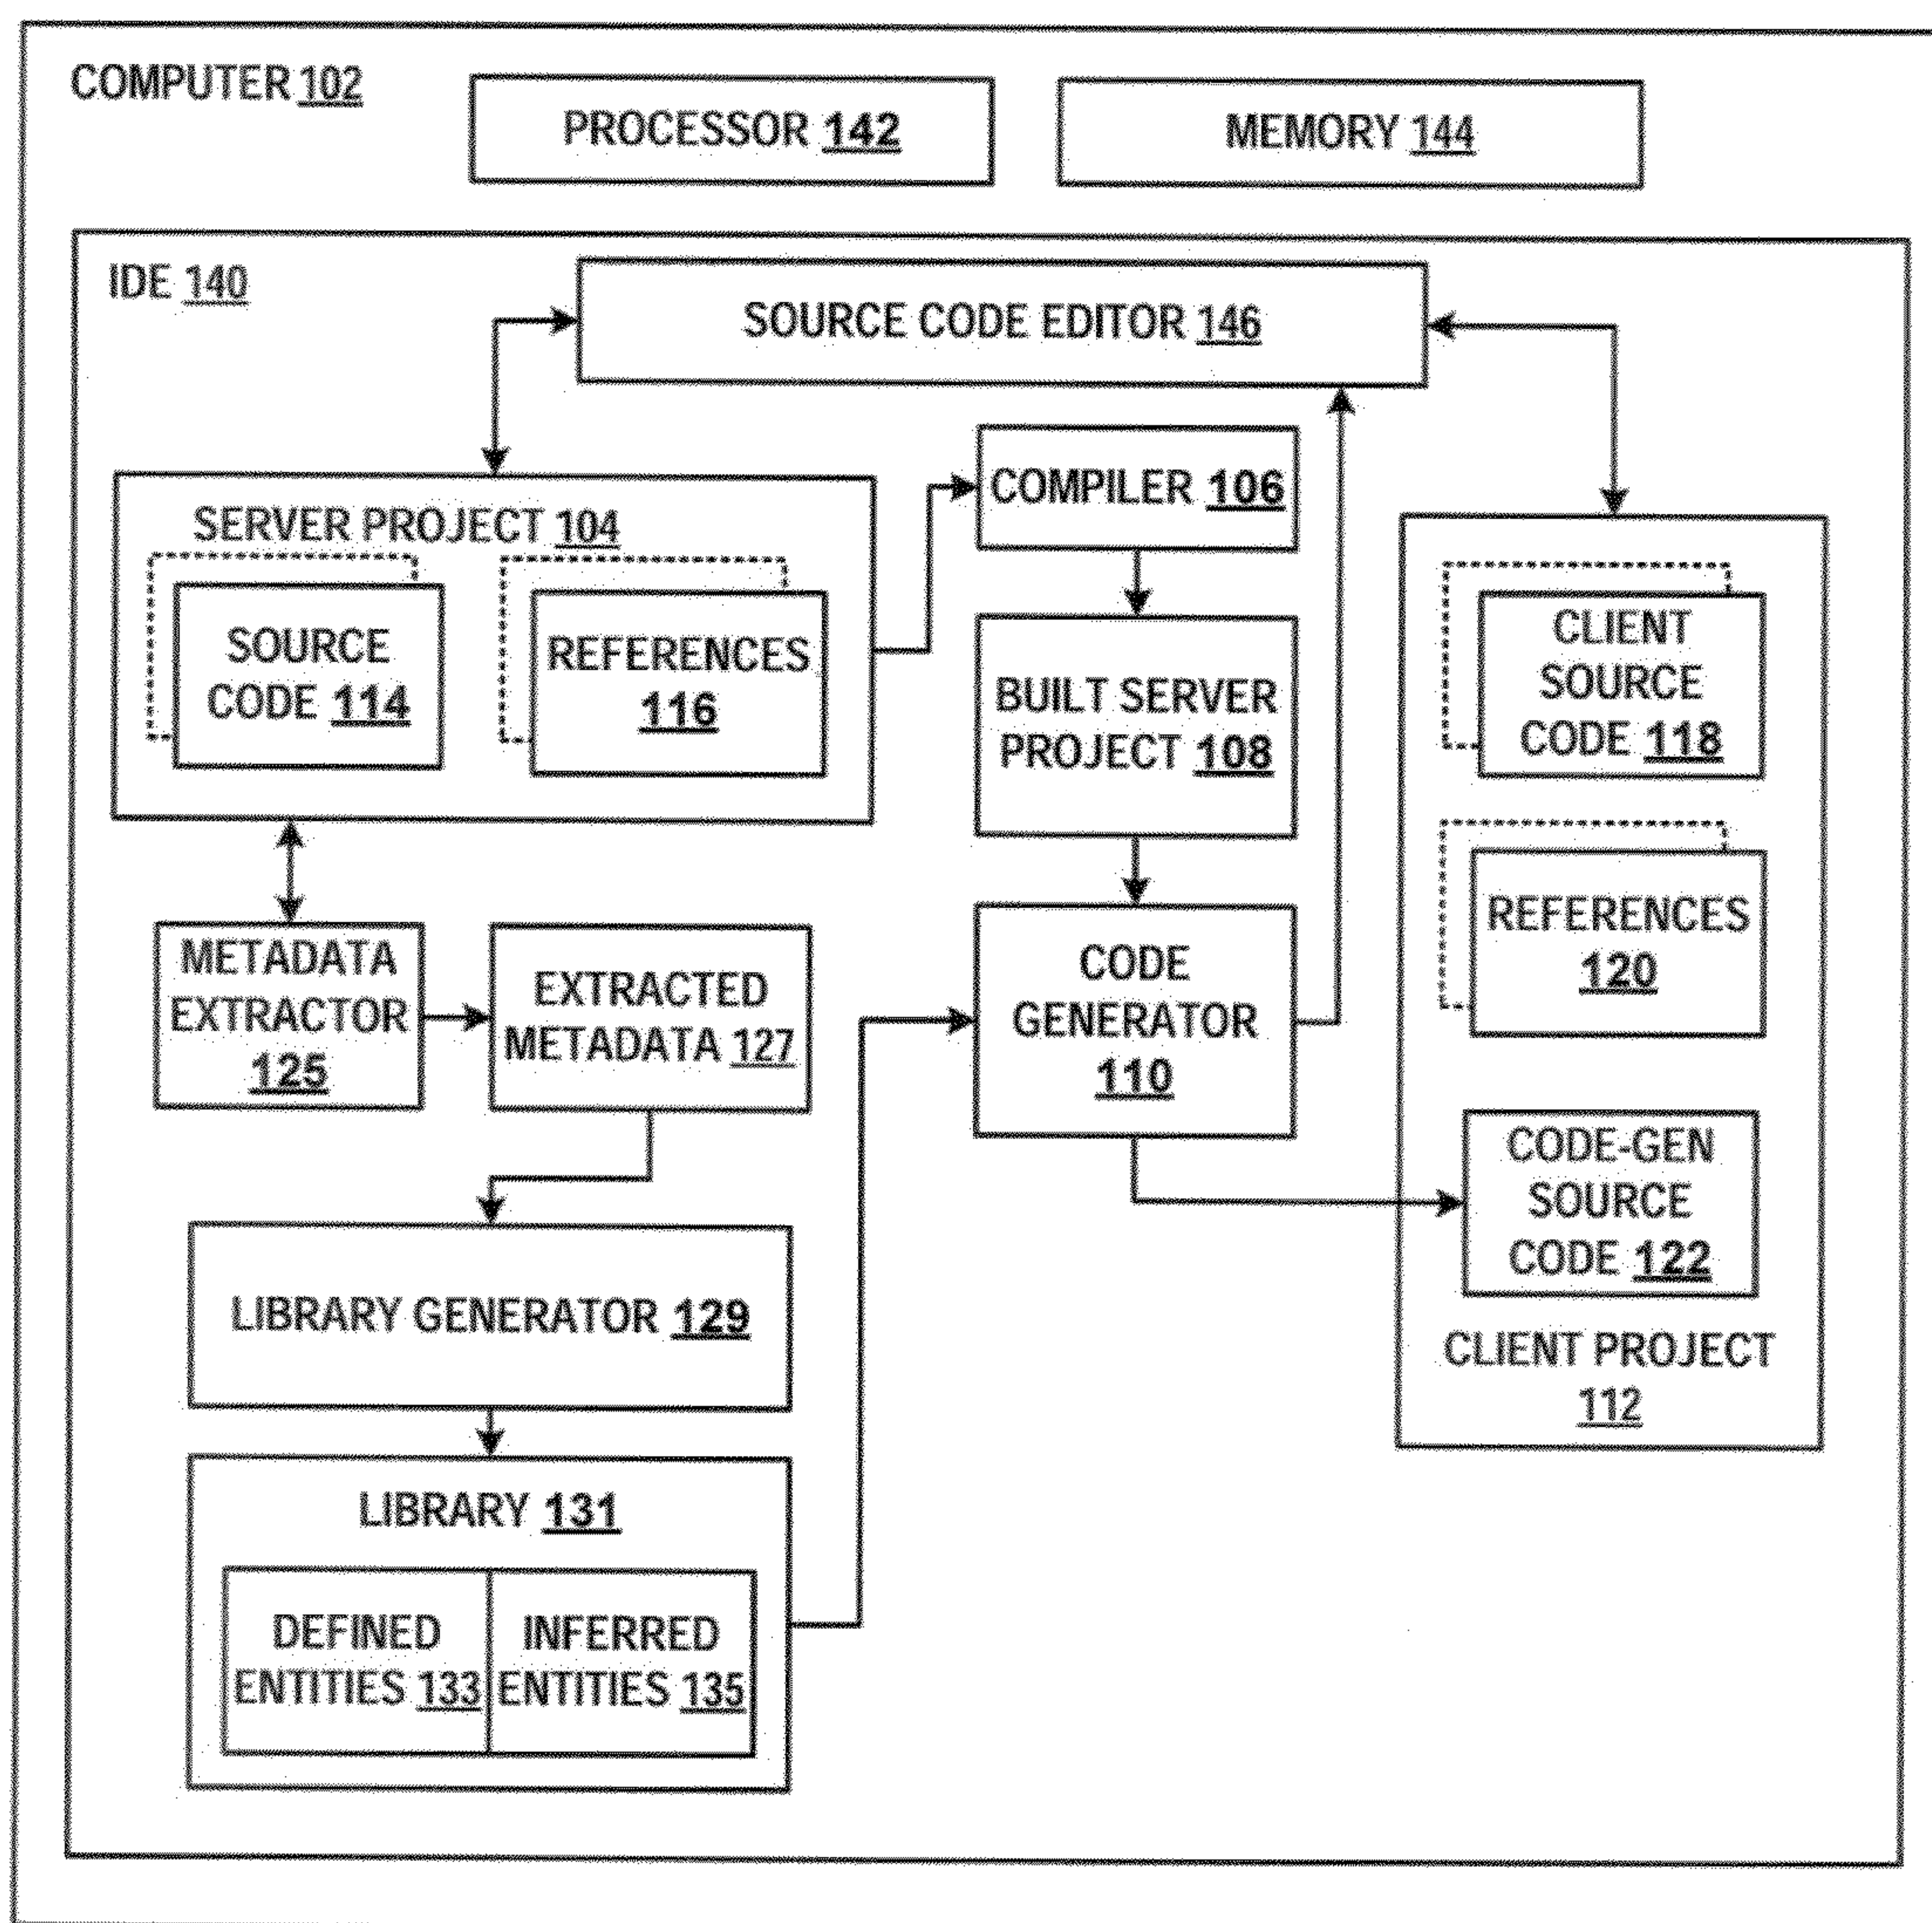 COMPUTER 102
PROCESSOR 142
MEMORY 144
IDE 140
SOURCE CODE EDITOR 146
COMPILER 106
SERVER PROJECT 104
SOURCE
CODE 114
REFERENCES
116
BUILT SERVER
PROJECT 108
CLIENT
SOURCE
CODE 118
REFERENCES
120
METADATA
EXTRACTOR
125
EXTRACTED
METADATA 127
CODE
GENERATOR
110
CODE-GEN
SOURCE
CODE 122
CLIENT PROJECT
112
LIBRARY GENERATOR 129
LIBRARY 131
DEFINED
ENTITIES 133
INFERRED
ENTITIES 135